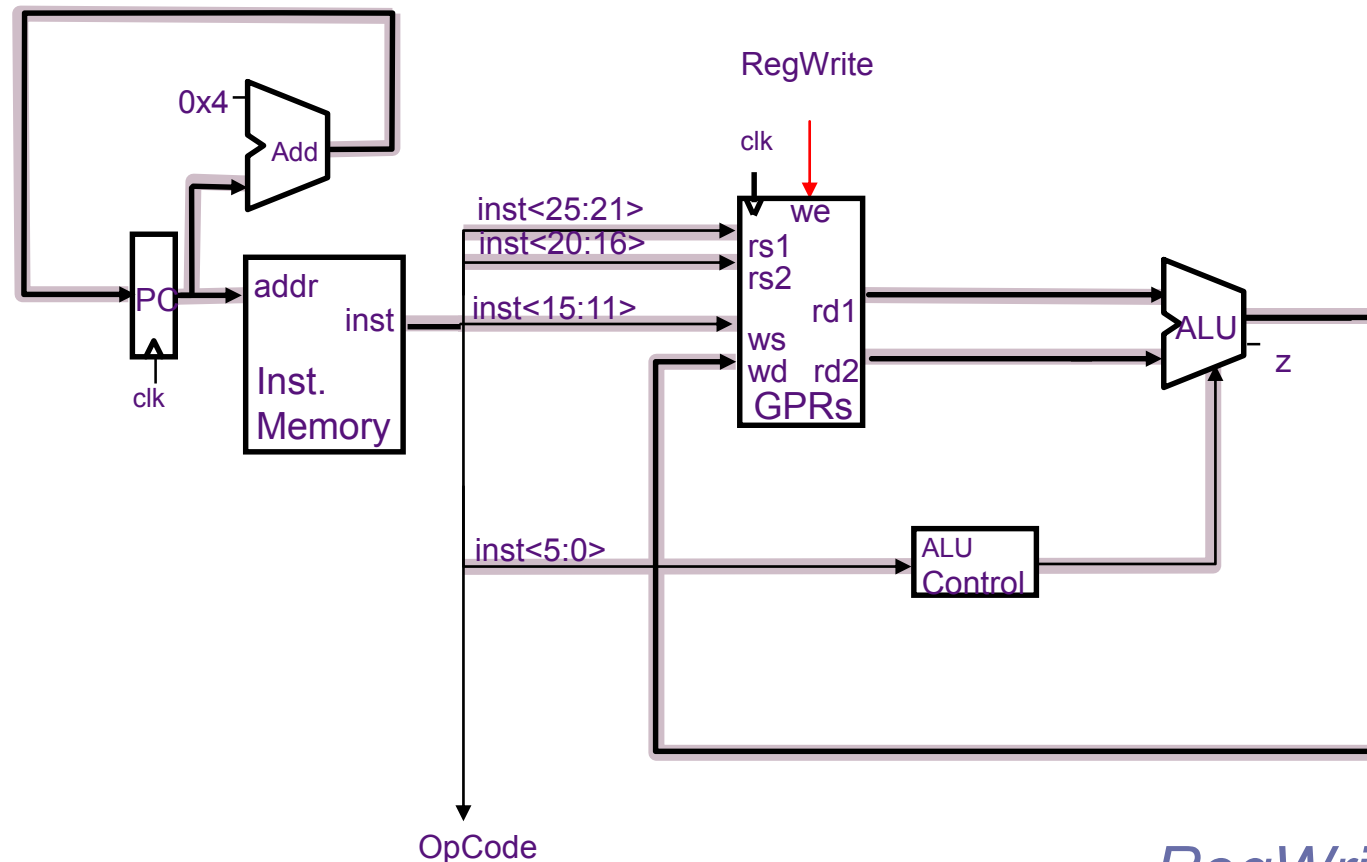 RegWrite
0x4
Add
clk
inst<25:21>
we
inst<20:16>
rs1
rs2
PC
addr
inst
inst<15:11>
rd1
ws
ALU
wd rd2
z
clk
Inst.
Memory
GPRs
inst<5:0>
ALU
Control
OpCode